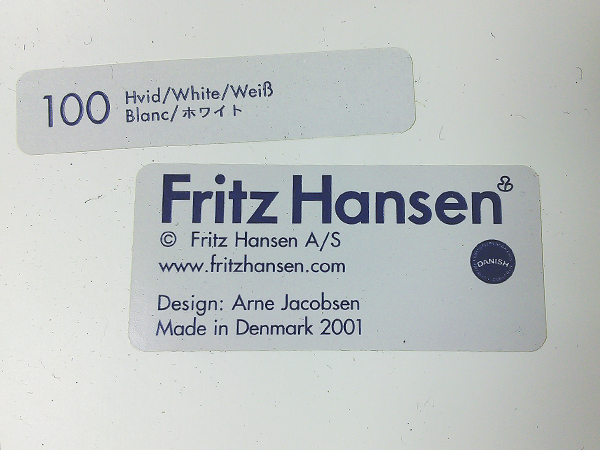 100
Hvid/White/Weiß
Blanc/ホワイト
Fritz Hansen
© Fritz Hansen A/S
www.fritzhansen.com
DANISH
Design: Arne Jacobsen
Made in Denmark 2001